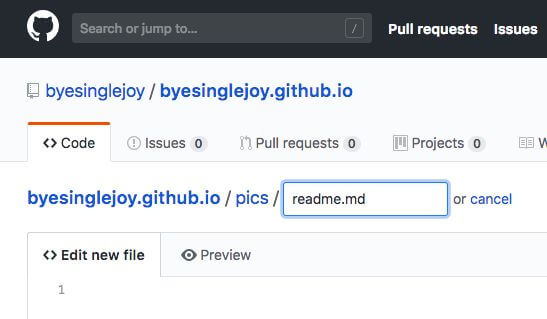 Search or jump to... / Pull requests Issues
byesinglejoy / byesinglejoy.github.io
Code Issues 0 Pull requests 0 Projects 0 W
byesinglejoy.github.io / pics / readme.md or cancel
Edit new file Preview
1